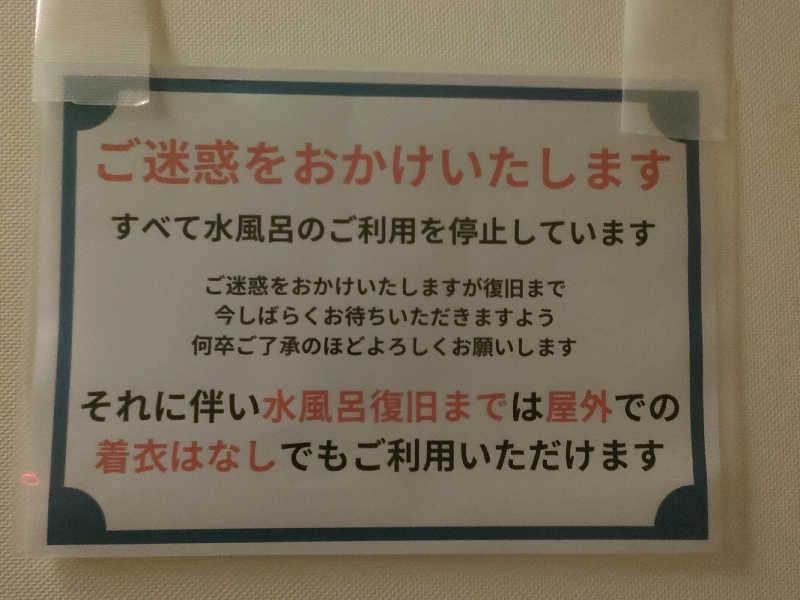 ご迷惑をおかけいたします
すべて水風呂のご利用を停止しています
ご迷惑をおかけいたしますが復旧まで
今しばらくお待ちいただきますよう
何卒ご了承のほどよろしくお願いします
それに伴い水風呂復旧までは屋外での
着衣はなしでもご利用いただけます